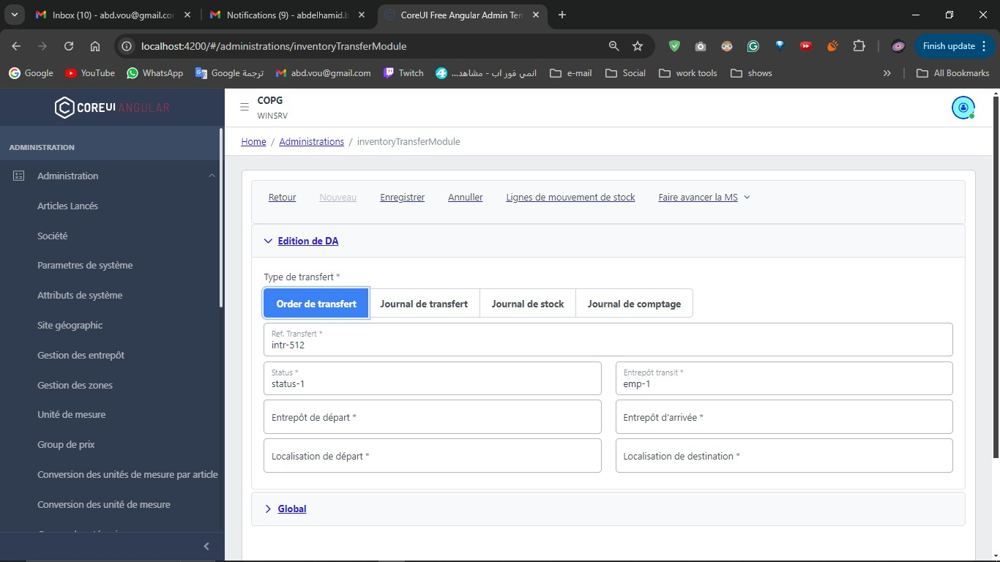 Inbox (10) - abd.vou@gmail.co
Notifications (9) - abdelhamid.b
CoreUI Free Angular Admin Ten
localhost:4200/#/administrations/inventoryTransferModule
Finish update
Google
YouTube
WhatsApp
Google ترجمة
abd.vou@gmail.com
Twitch
انمي فور اب - مشاهد...
e-mail
Social
work tools
shows
»
All Bookmarks
COREUI ANGULAR
COPG
WINSRV
Home / Administrations / inventoryTransferModule
ADMINISTRATION
Administration
Articles Lancés
Société
Parametres de système
Attributs de système
Site géographic
Gestion des entrepôt
Gestion des zones
Unité de mesure
Group de prix
Conversion des unités de mesure par article
Conversion des unité de mesure
Retour Nouveau Enregistrer Annuller Lignes de mouvement de stock Faire avancer la MS
Edition de DA
Type de transfert *
Order de transfert Journal de transfert Journal de stock Journal de comptage
Ref. Transfert *
intr-512
Status *
status-1
Entrepôt transit *
emp-1
Entrepôt de départ *
Entrepôt d'arrivée *
Localisation de départ *
Localisation de destination *
Global